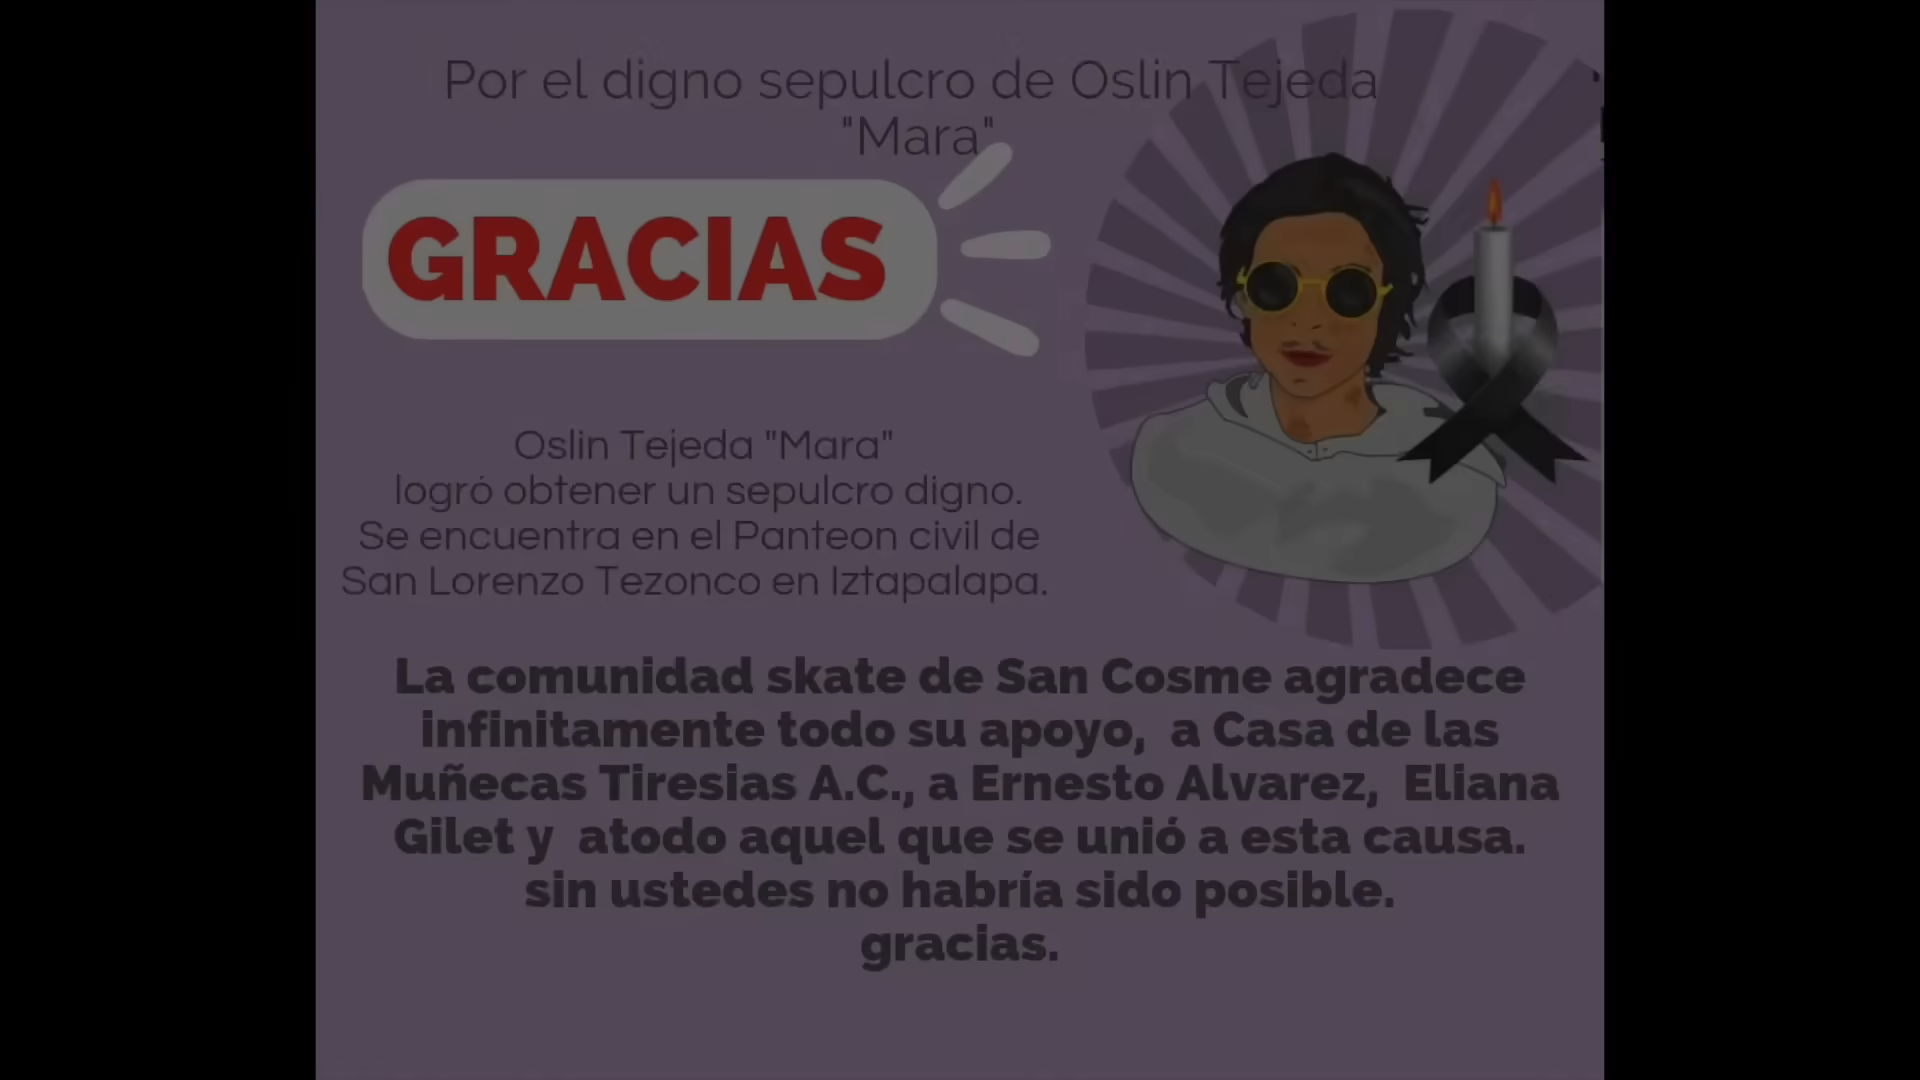 Por el digno sepulcro de Oslin Tejeda
"Mara"
GRACIAS
Oslin Tejeda "Mara"
logró obtener un sepulcro digno.
Se encuentra en el Panteon civil de
San Lorenzo Tezonco en Iztapalapa.
La comunidad skate de San Cosme agradece
infinitamente todo su apoyo, a Casa de las
Muñecas Tiresias A.C., a Ernesto Alvarez, Eliana
Gilet y atodo aquel que se unió a esta causa.
sin ustedes no habría sido posible.
gracias.